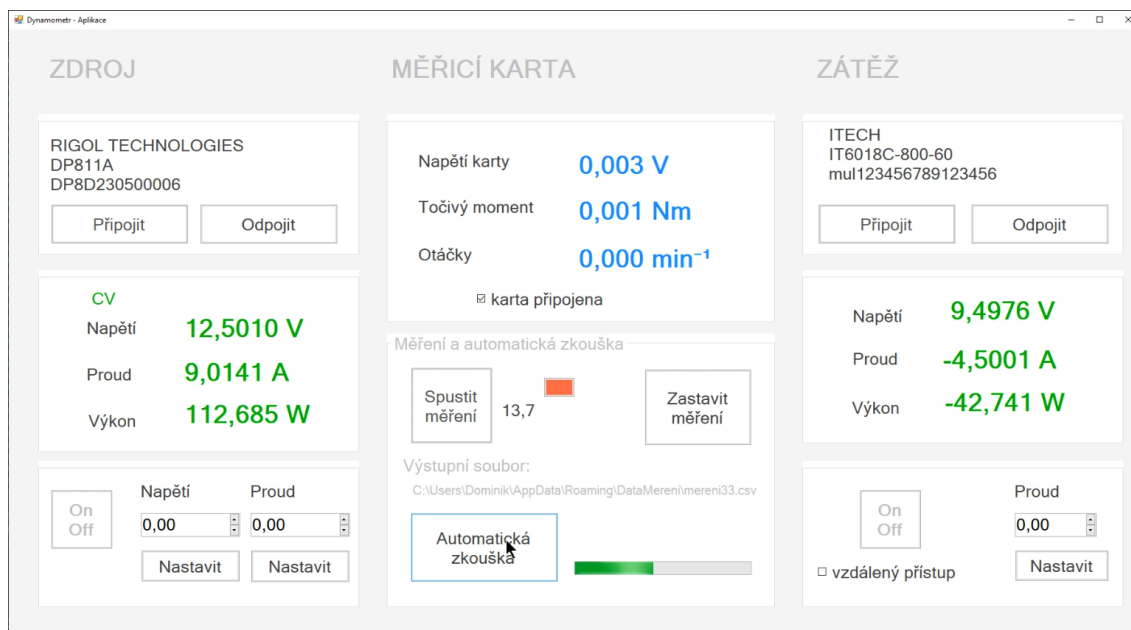 Dynamometr - Aplikace
ZDROJ
RIGOL TECHNOLOGIES
DP811A
DP8D230500006
Připojit
Odpojit
CV
Napětí
12,5010 V
Proud
9,0141 A
Výkon
112,685 W
On
Off
Napětí
Proud
0,00
0,00
Nastavit
Nastavit
MĚŘICÍ KARTA
Napětí karty
0,003 V
Točivý moment
0,001 Nm
Otáčky
0,000 min⁻¹
karta připojena
Měření a automatická zkouška
Spustit
měření
13,7
Zastavit
měření
Výstupní soubor:
C:\Users\Dominik\AppData\Roaming\DataMereni\mereni33.csv
Automatická
zkouška
ZÁTĚŽ
ITECH
IT6018C-800-60
mul123456789123456
Připojit
Odpojit
Napětí
9,4976 V
Proud
-4,5001 A
Výkon
-42,741 W
On
Off
Proud
0,00
vzdálený přístup
Nastavit